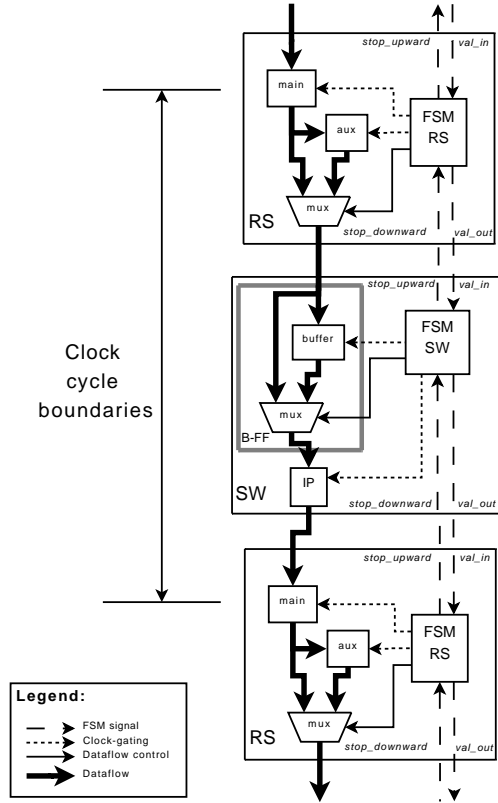 stop_upward
val_in
main
FSM
RS
aux
mux
RS
stop_downward
val_out
stop_upward
val_in
Clock
cycle
boundaries
buffer
FSM
SW
mux
B-FF
IP
SW
stop_downward
val_out
stop_upward
val_in
main
FSM
RS
aux
mux
RS
stop_downward
val_out
Legend:
FSM signal
Clock-gating
Dataflow control
Dataflow